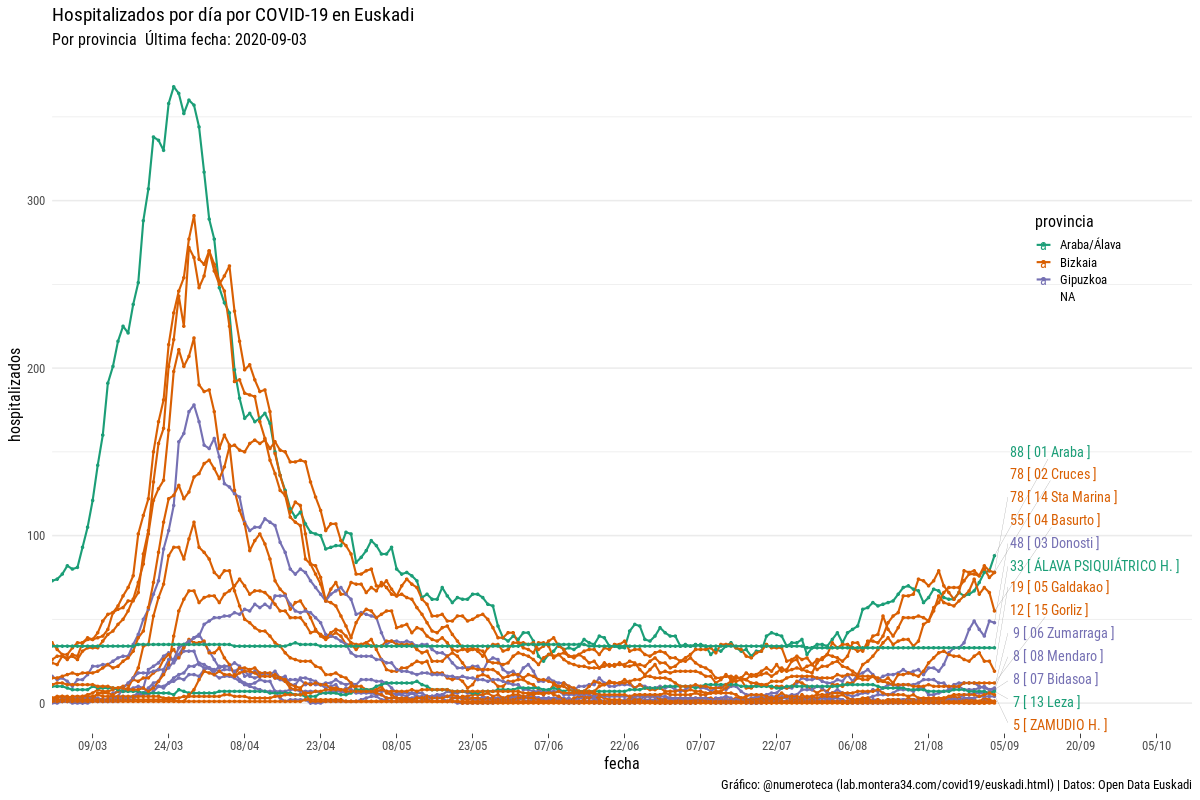 Hospitalizados por día por COVID-19 en Euskadi
Por provincia Última fecha: 2020-09-03
hospitalizados
300
200
100
0
provincia
Araba/Álava
Bizkaia
Gipuzkoa
NA
88 [ 01 Araba ]
78 [ 02 Cruces ]
78 [ 14 Sta Marina ]
55 [ 04 Basurto ]
48 [ 03 Donosti ]
33 [ ÁLAVA PSIQUIÁTRICO H. ]
19 [ 05 Galdakao ]
12 [ 15 Gorliz ]
9 [ 06 Zumarraga ]
8 [ 08 Mendaro ]
8 [ 07 Bidasoa ]
7 [ 13 Leza ]
5 [ ZAMUDIO H. ]
09/03 24/03 08/04 23/04 08/05 23/05 07/06 22/06 07/07 22/07 06/08 21/08 05/09 20/09 05/10
fecha
Gráfico: @numeroteca (lab.montera34.com/covid19/euskadi.html) | Datos: Open Data Euskadi